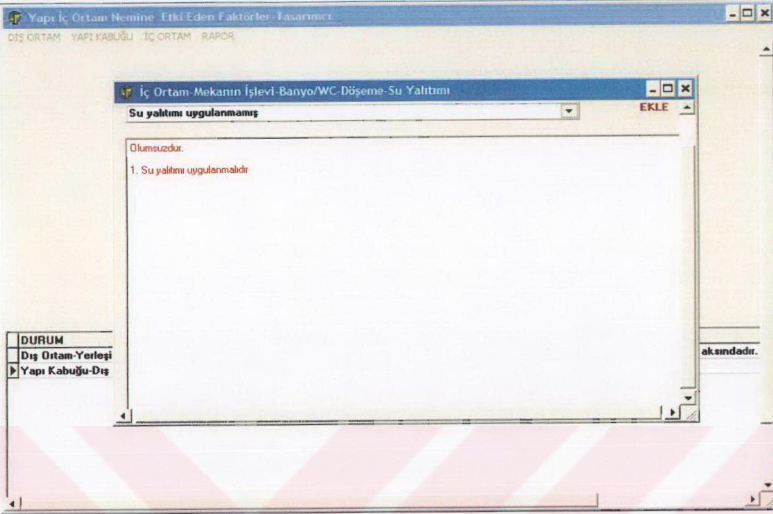 Yapı İç Ortam Nemine Etki Eden Faktörler-Tasarımcı
DIŞ ORTAM YAPI KABUĞU İÇ ORTAM RAPOR
İç Ortam-Mekanın İşlevi-Banyo/WC-Döşeme-Su Yalıtımı
Su yalıtımı uygulanmamış
EKLE
Olumsuzdur.
1. Su yalıtımı uygulanmalıdır
DURUM
Dış Ortam-Yerleşi
aksındadır.
Yapı Kabuğu-Dış